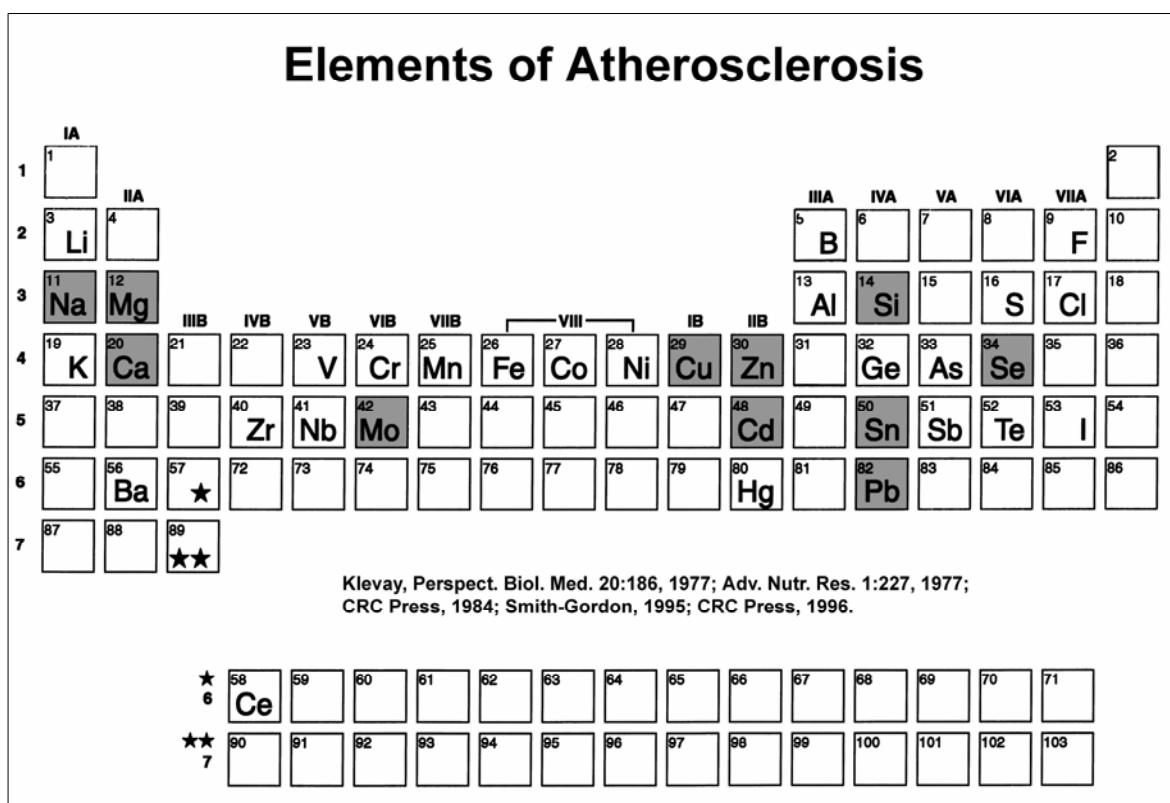 Elements of Atherosclerosis
IA
1 1 2
IIA IIIA IVA VA VIA VIIA
2 3 Li 4 5 B 6 7 8 9 F 10
3 11 Na 12 Mg 13 Al 14 Si 15 16 S 17 Cl 18
IIIB IVB VB VIB VIIB VIII IB IIB
4 19 K 20 Ca 21 22 23 V 24 Cr 25 Mn 26 Fe 27 Co 28 Ni 29 Cu 30 Zn 31 32 Ge 33 As 34 Se 35 36
5 37 38 39 40 Zr 41 Nb 42 Mo 43 44 45 46 47 48 Cd 49 50 Sn 51 Sb 52 Te 53 I 54
6 55 56 Ba 57 ★ 72 73 74 75 76 77 78 79 80 Hg 81 82 Pb 83 84 85 86
7 87 88 89 ★★
Klevay, Perspect. Biol. Med. 20:186, 1977; Adv. Nutr. Res. 1:227, 1977;
CRC Press, 1984; Smith-Gordon, 1995; CRC Press, 1996.
★ 6 58 Ce 59 60 61 62 63 64 65 66 67 68 69 70 71
★★ 7 90 91 92 93 94 95 96 97 98 99 100 101 102 103